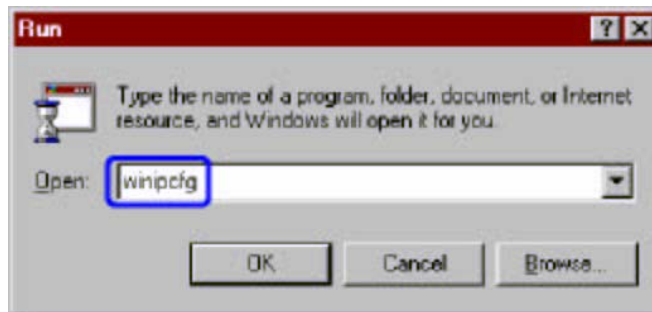 Run
Type the name of a program, folder, document, or Internet
resource, and Windows will open it for you.
Open: winipcfg
OK Cancel Browse...